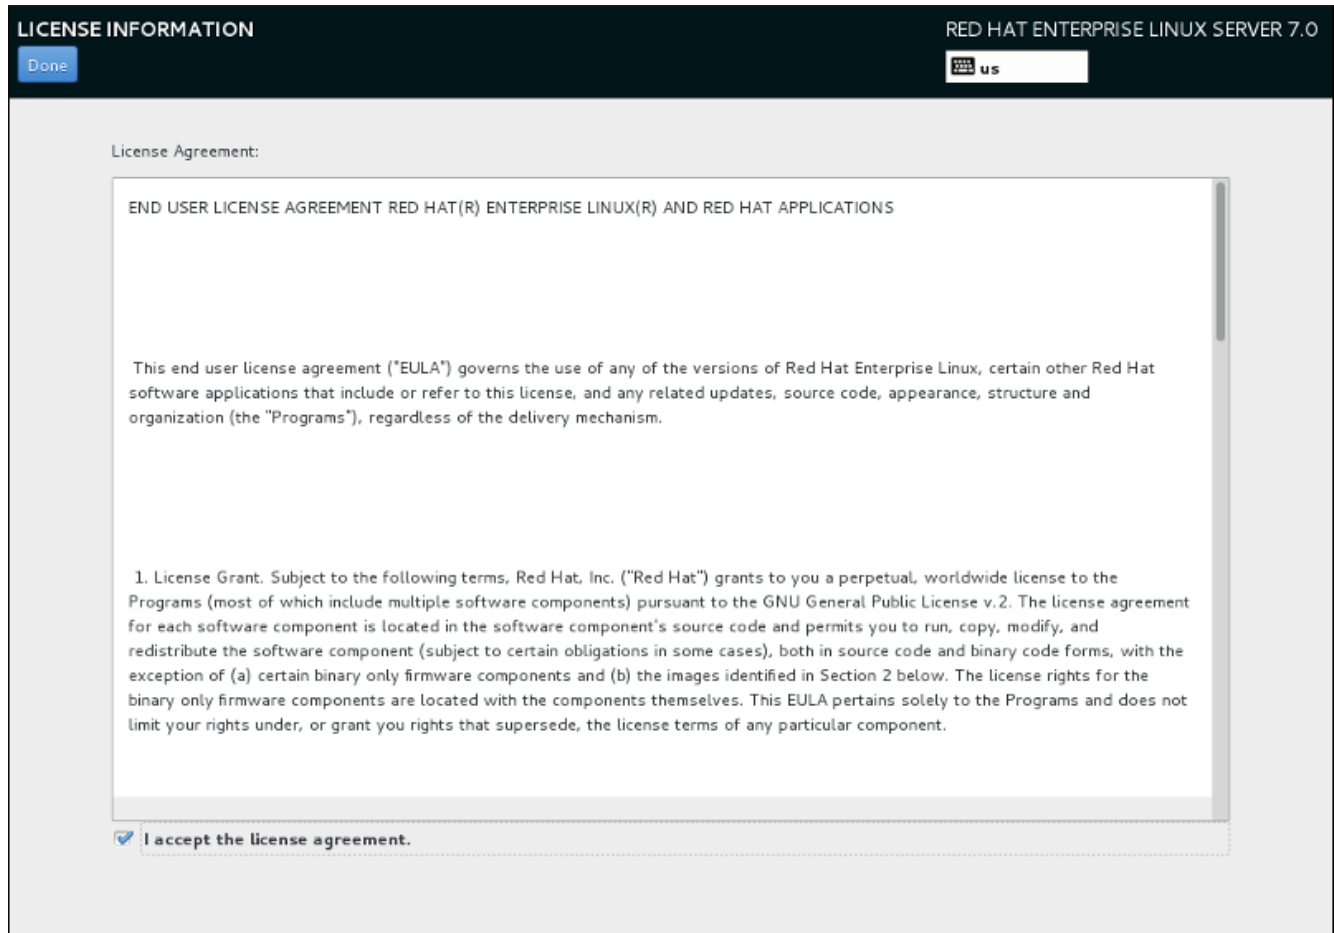 LICENSE INFORMATION
RED HAT ENTERPRISE LINUX SERVER 7.0
Done
us
License Agreement:
END USER LICENSE AGREEMENT RED HAT(R) ENTERPRISE LINUX(R) AND RED HAT APPLICATIONS
This end user license agreement ("EULA") governs the use of any of the versions of Red Hat Enterprise Linux, certain other Red Hat
software applications that include or refer to this license, and any related updates, source code, appearance, structure and
organization (the "Programs"), regardless of the delivery mechanism.
1. License Grant. Subject to the following terms, Red Hat, Inc. ("Red Hat") grants to you a perpetual, worldwide license to the
Programs (most of which include multiple software components) pursuant to the GNU General Public License v.2. The license agreement
for each software component is located in the software component's source code and permits you to run, copy, modify, and
redistribute the software component (subject to certain obligations in some cases), both in source code and binary code forms, with the
exception of (a) certain binary only firmware components and (b) the images identified in Section 2 below. The license rights for the
binary only firmware components are located with the components themselves. This EULA pertains solely to the Programs and does not
limit your rights under, or grant you rights that supersede, the license terms of any particular component.
I accept the license agreement.